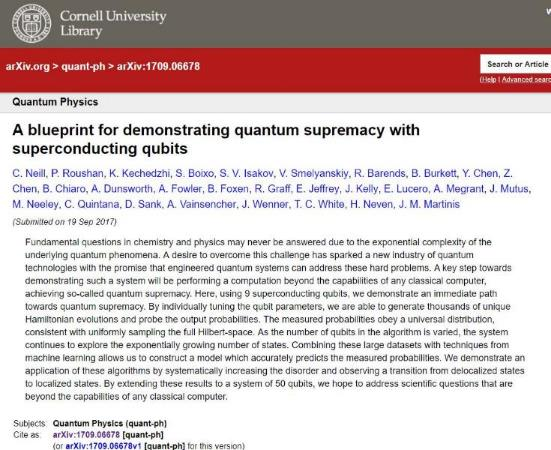 Cornell University
Library
arXiv.org > quant-ph > arXiv:1709.06678
Search or Article
(Help | Advanced searc
Quantum Physics
A blueprint for demonstrating quantum supremacy with
superconducting qubits
C. Neill, P. Roushan, K. Kechedzhi, S. Boixo, S. V. Isakov, V. Smelyanskiy, R. Barends, B. Burkett, Y. Chen, Z.
Chen, B. Chiaro, A. Dunsworth, A. Fowler, B. Foxen, R. Graff, E. Jeffrey, J. Kelly, E. Lucero, A. Megrant, J. Mutus,
M. Neeley, C. Quintana, D. Sank, A. Vainsencher, J. Wenner, T. C. White, H. Neven, J. M. Martinis
(Submitted on 19 Sep 2017)
Fundamental questions in chemistry and physics may never be answered due to the exponential complexity of the
underlying quantum phenomena. A desire to overcome this challenge has sparked a new industry of quantum
technologies with the promise that engineered quantum systems can address these hard problems. A key step towards
demonstrating such a system will be performing a computation beyond the capabilities of any classical computer,
achieving so-called quantum supremacy. Here, using 9 superconducting qubits, we demonstrate an immediate path
towards quantum supremacy. By individually tuning the qubit parameters, we are able to generate thousands of unique
Hamiltonian evolutions and probe the output probabilities. The measured probabilities obey a universal distribution,
consistent with uniformly sampling the full Hilbert-space. As the number of qubits in the algorithm is varied, the system
continues to explore the exponentially growing number of states. Combining these large datasets with techniques from
machine learning allows us to construct a model which accurately predicts the measured probabilities. We demonstrate an
application of these algorithms by systematically increasing the disorder and observing a transition from delocalized states
to localized states. By extending these results to a system of 50 qubits, we hope to address scientific questions that are
beyond the capabilities of any classical computer.
Subjects: Quantum Physics (quant-ph)
Cite as: arXiv:1709.06678 [quant-ph]
(or arXiv:1709.06678v1 [quant-ph] for this version)